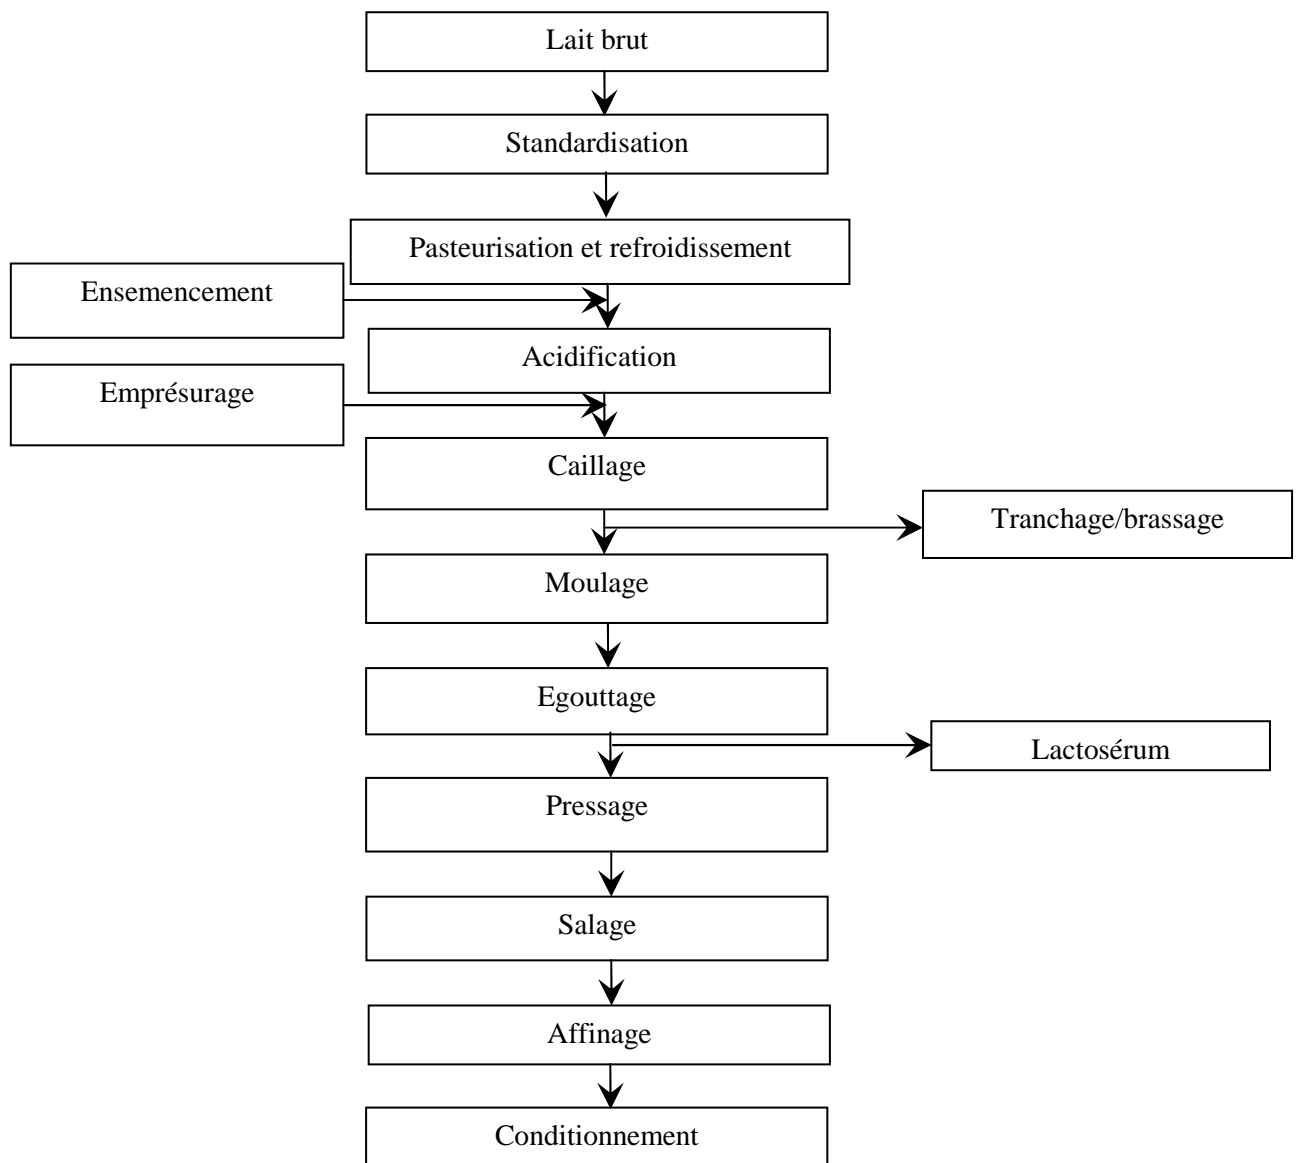 Lait brut
Standardisation
Pasteurisation et refroidissement
Ensemencement
Acidification
Emprésurage
Caillage
Tranchage/brassage
Moulage
Egouttage
Lactosérum
Pressage
Salage
Affinage
Conditionnement